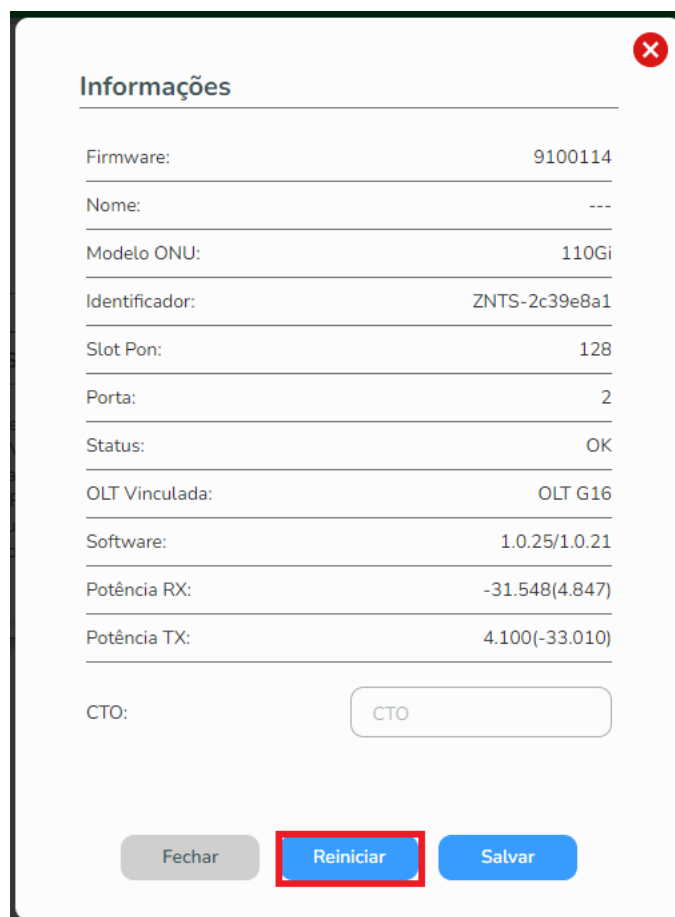 Informações
Firmware: 9100114
Nome: ---
Modelo ONU: 110Gi
Identificador: ZNTS-2c39e8a1
Slot Pon: 128
Porta: 2
Status: OK
OLT Vinculada: OLT G16
Software: 1.0.25/1.0.21
Potência RX: -31.548(4.847)
Potência TX: 4.100(-33.010)
CTO: CTO
Fechar Reiniciar Salvar